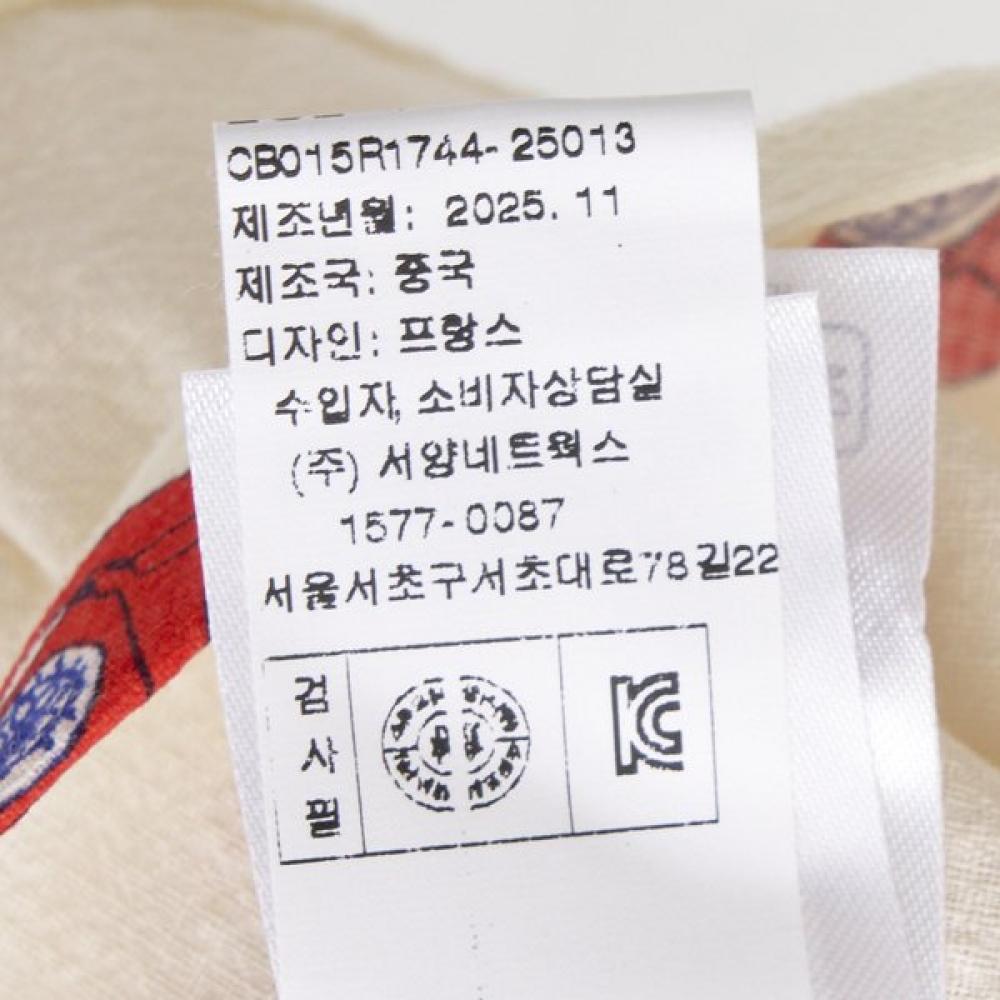 CB015R1744-25013
제조년월: 2025. 11
제조국: 중국
디자인: 프랑스
수입자, 소비자상담실
(주) 서양네트웍스
1577-0087
서울서초구서초대로78길22
검사필
KC